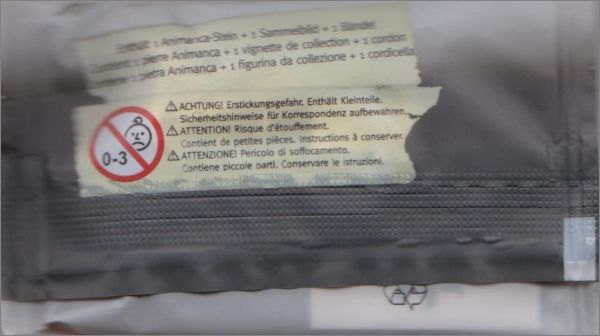 Enthält 1 Animanca-Stein + 1 Sammelbild + 1 Bändel
Contient 1 pierre Animanca + 1 vignette de collection + 1 cordon
1 pietra Animanca + 1 figurina da collezione + 1 cordicella
⚠ACHTUNG! Erstickungsgefahr. Enthält Kleinteile.
Sicherheitshinweise für Korrespondenz aufbewahren.
⚠ATTENTION! Risque d'étouffement.
Contient de petites pièces. Instructions à conserver.
⚠ATTENZIONE! Pericolo di soffocamento.
Contiene piccole parti. Conservare le istruzioni.
0-3